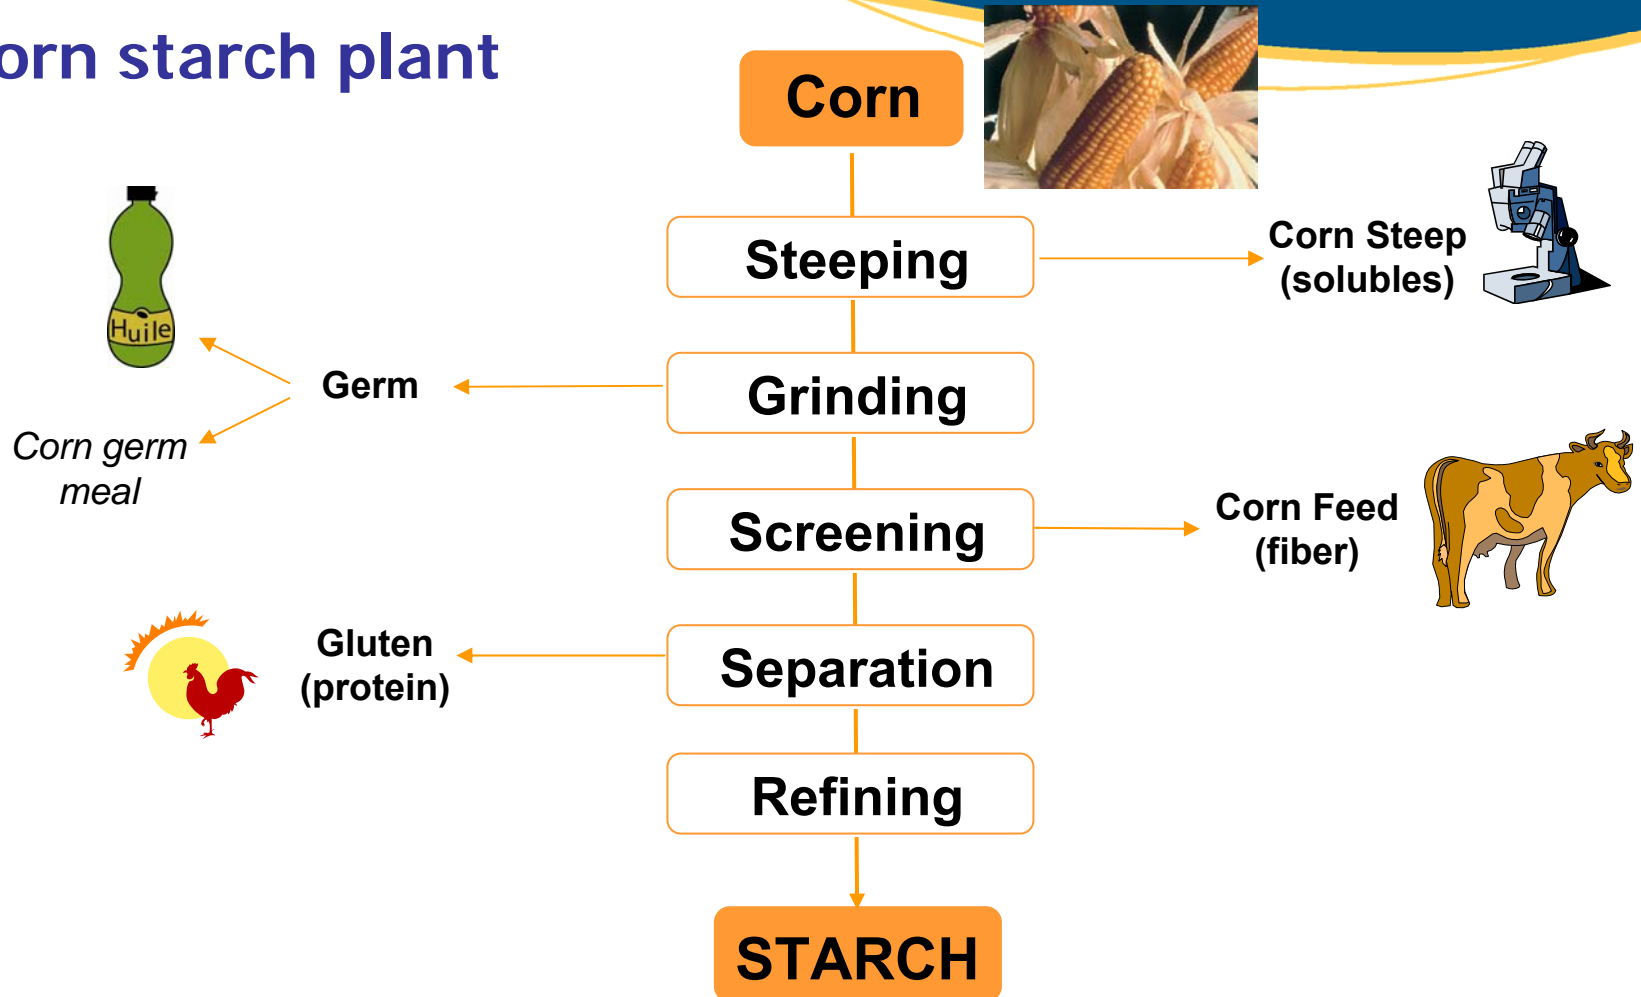 orn starch plant
Corn
Steeping
Corn Steep
(solubles)
Huile
Germ
Grinding
Corn germ
meal
Screening
Corn Feed
(fiber)
Gluten
(protein)
Separation
Refining
STARCH